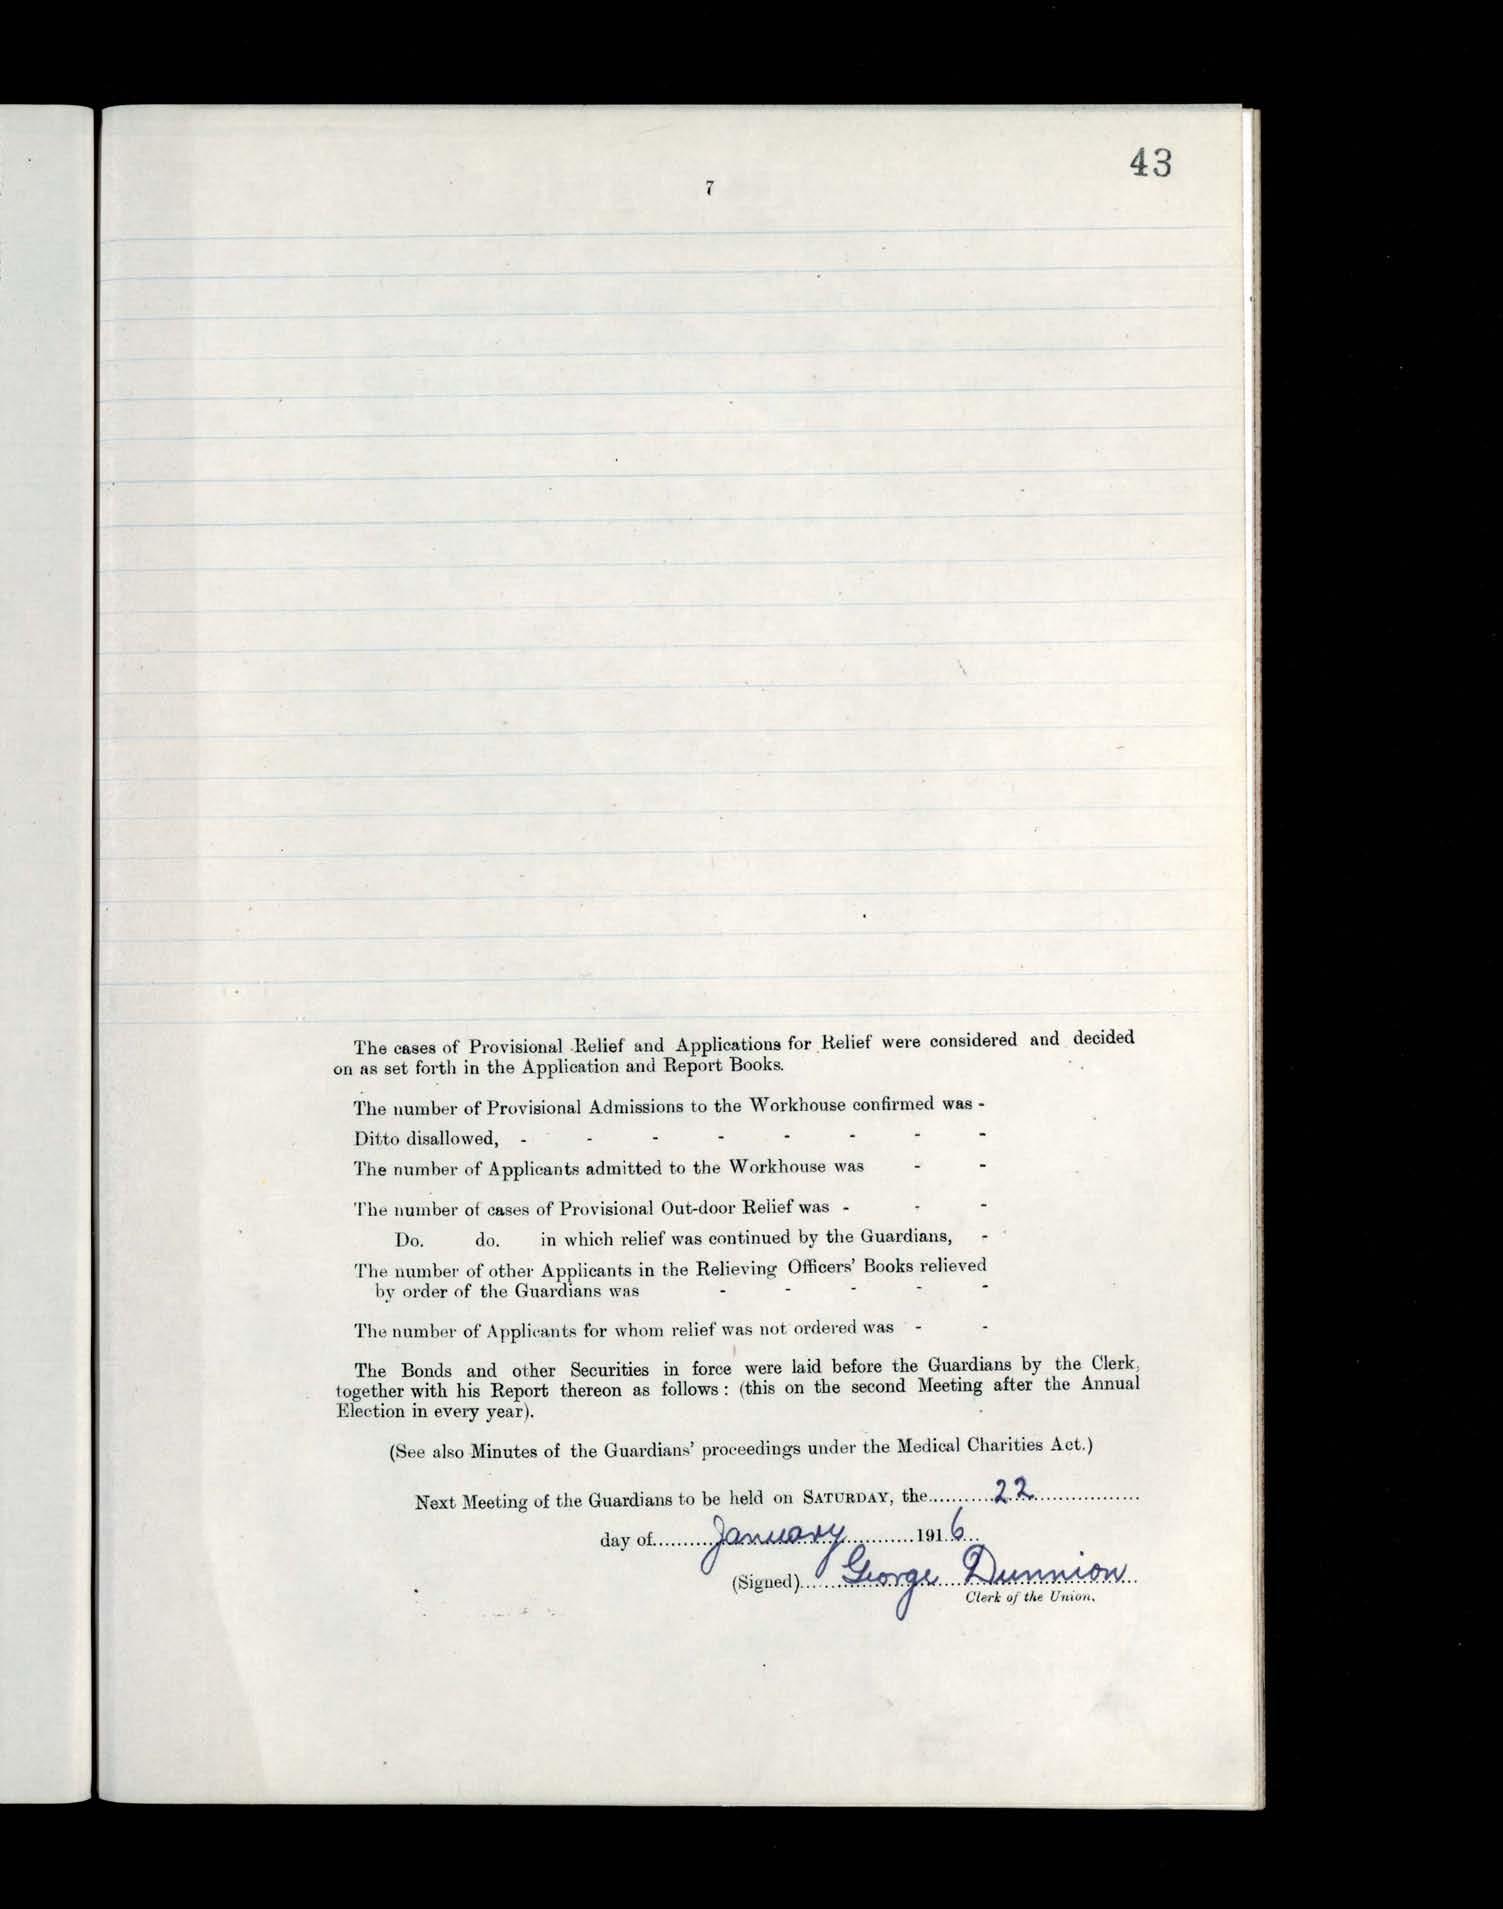 43
7
The cases of Provisional Relief and Applications for Relief were considered and decided
on as set forth in the Application and Report Books.
The number of Provisional Admissions to the Workhouse confirmed was -
Ditto disallowed, - - - - - - - -
The number of Applicants admitted to the Workhouse was - -
The number of cases of Provisional Out-door Relief was - - -
Do. do. in which relief was continued by the Guardians, -
The number of other Applicants in the Relieving Officers' Books relieved
by order of the Guardians was - - - - -
The number of Applicants for whom relief was not ordered was - -
The Bonds and other Securities in force were laid before the Guardians by the Clerk,
together with his Report thereon as follows: (this on the second Meeting after the Annual
Election in every year).
(See also Minutes of the Guardians' proceedings under the Medical Charities Act.)
Next Meeting of the Guardians to be held on SATURDAY, the..........22..................
day of..........January...........191.6...
(Signed)......George Dunnion..
Clerk of the Union.